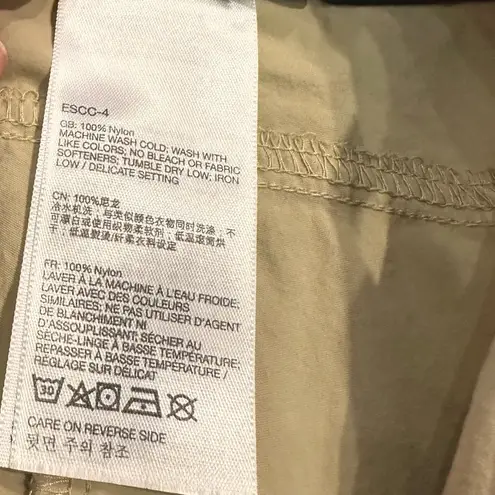 ESCC-4
GB: 100% Nylon
MACHINE WASH COLD; WASH WITH
LIKE COLORS; NO BLEACH OR FABRIC
SOFTENERS; TUMBLE DRY LOW; IRON
LOW / DELICATE SETTING
CN: 100%思龙
冷水机洗，与类似颜色衣物同时洗涤，不
可漂白或使用织物柔软剂，低温滚筒烘
干，低温熨烫/纤柔衣料设定
FR: 100% Nylon
LAVER À LA MACHINE À L'EAU FROIDE;
LAVER AVEC DES COULEURS
SIMILAIRES; NE PAS UTILISER D'AGENT
DE BLANCHIMENT NI
D'ASSOUPLISSANT; SÉCHER AU
SÈCHE-LINGE À BASSE TEMPÉRATURE;
REPASSER À BASSE TEMPÉRATURE /
RÉGLAGE SUR DÉLICAT
30
CARE ON REVERSE SIDE
뒷면 주의 참조